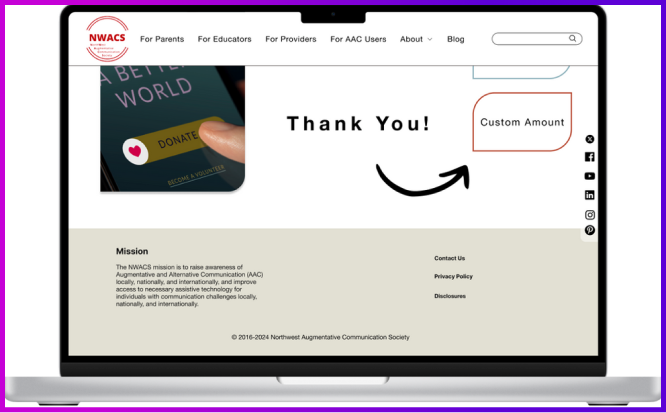 NWACS
For Parents
For Educators
For Providers
For AAC Users
About
Blog
A BETTER
WORLD
DONATE
BECOME A VOLUNTEER
Thank You!
Custom Amount
Mission
The NWACS mission is to raise awareness of
Augmentative and Alternative Communication (AAC)
locally, nationally, and internationally, and improve
access to necessary assistive technology for
individuals with communication challenges locally,
nationally, and internationally.
Contact Us
Privacy Policy
Disclosures
© 2016-2024 Northwest Augmentative Communication Society